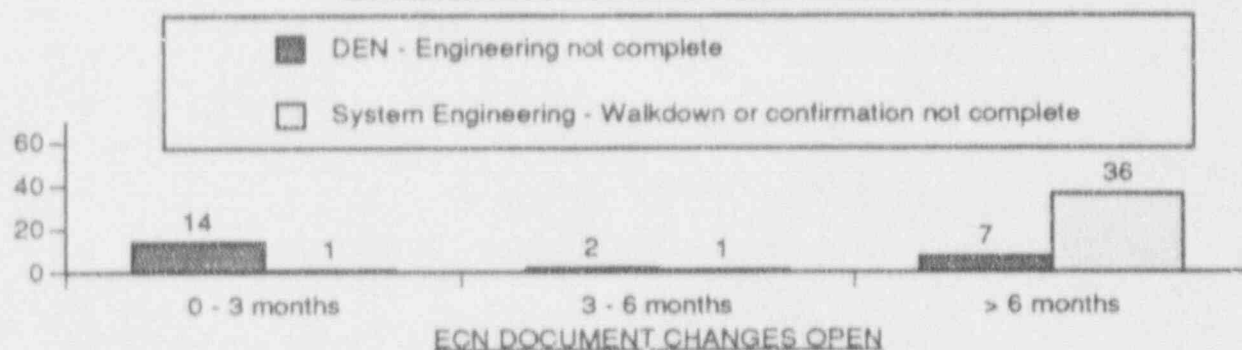 DEN - Engineering not complete
System Engineering - Walkdown or confirmation not complete
60
40
20
0
14
1
2
1
7
36
0 - 3 months
3 - 6 months
> 6 months
ECN DOCUMENT CHANGES OPEN